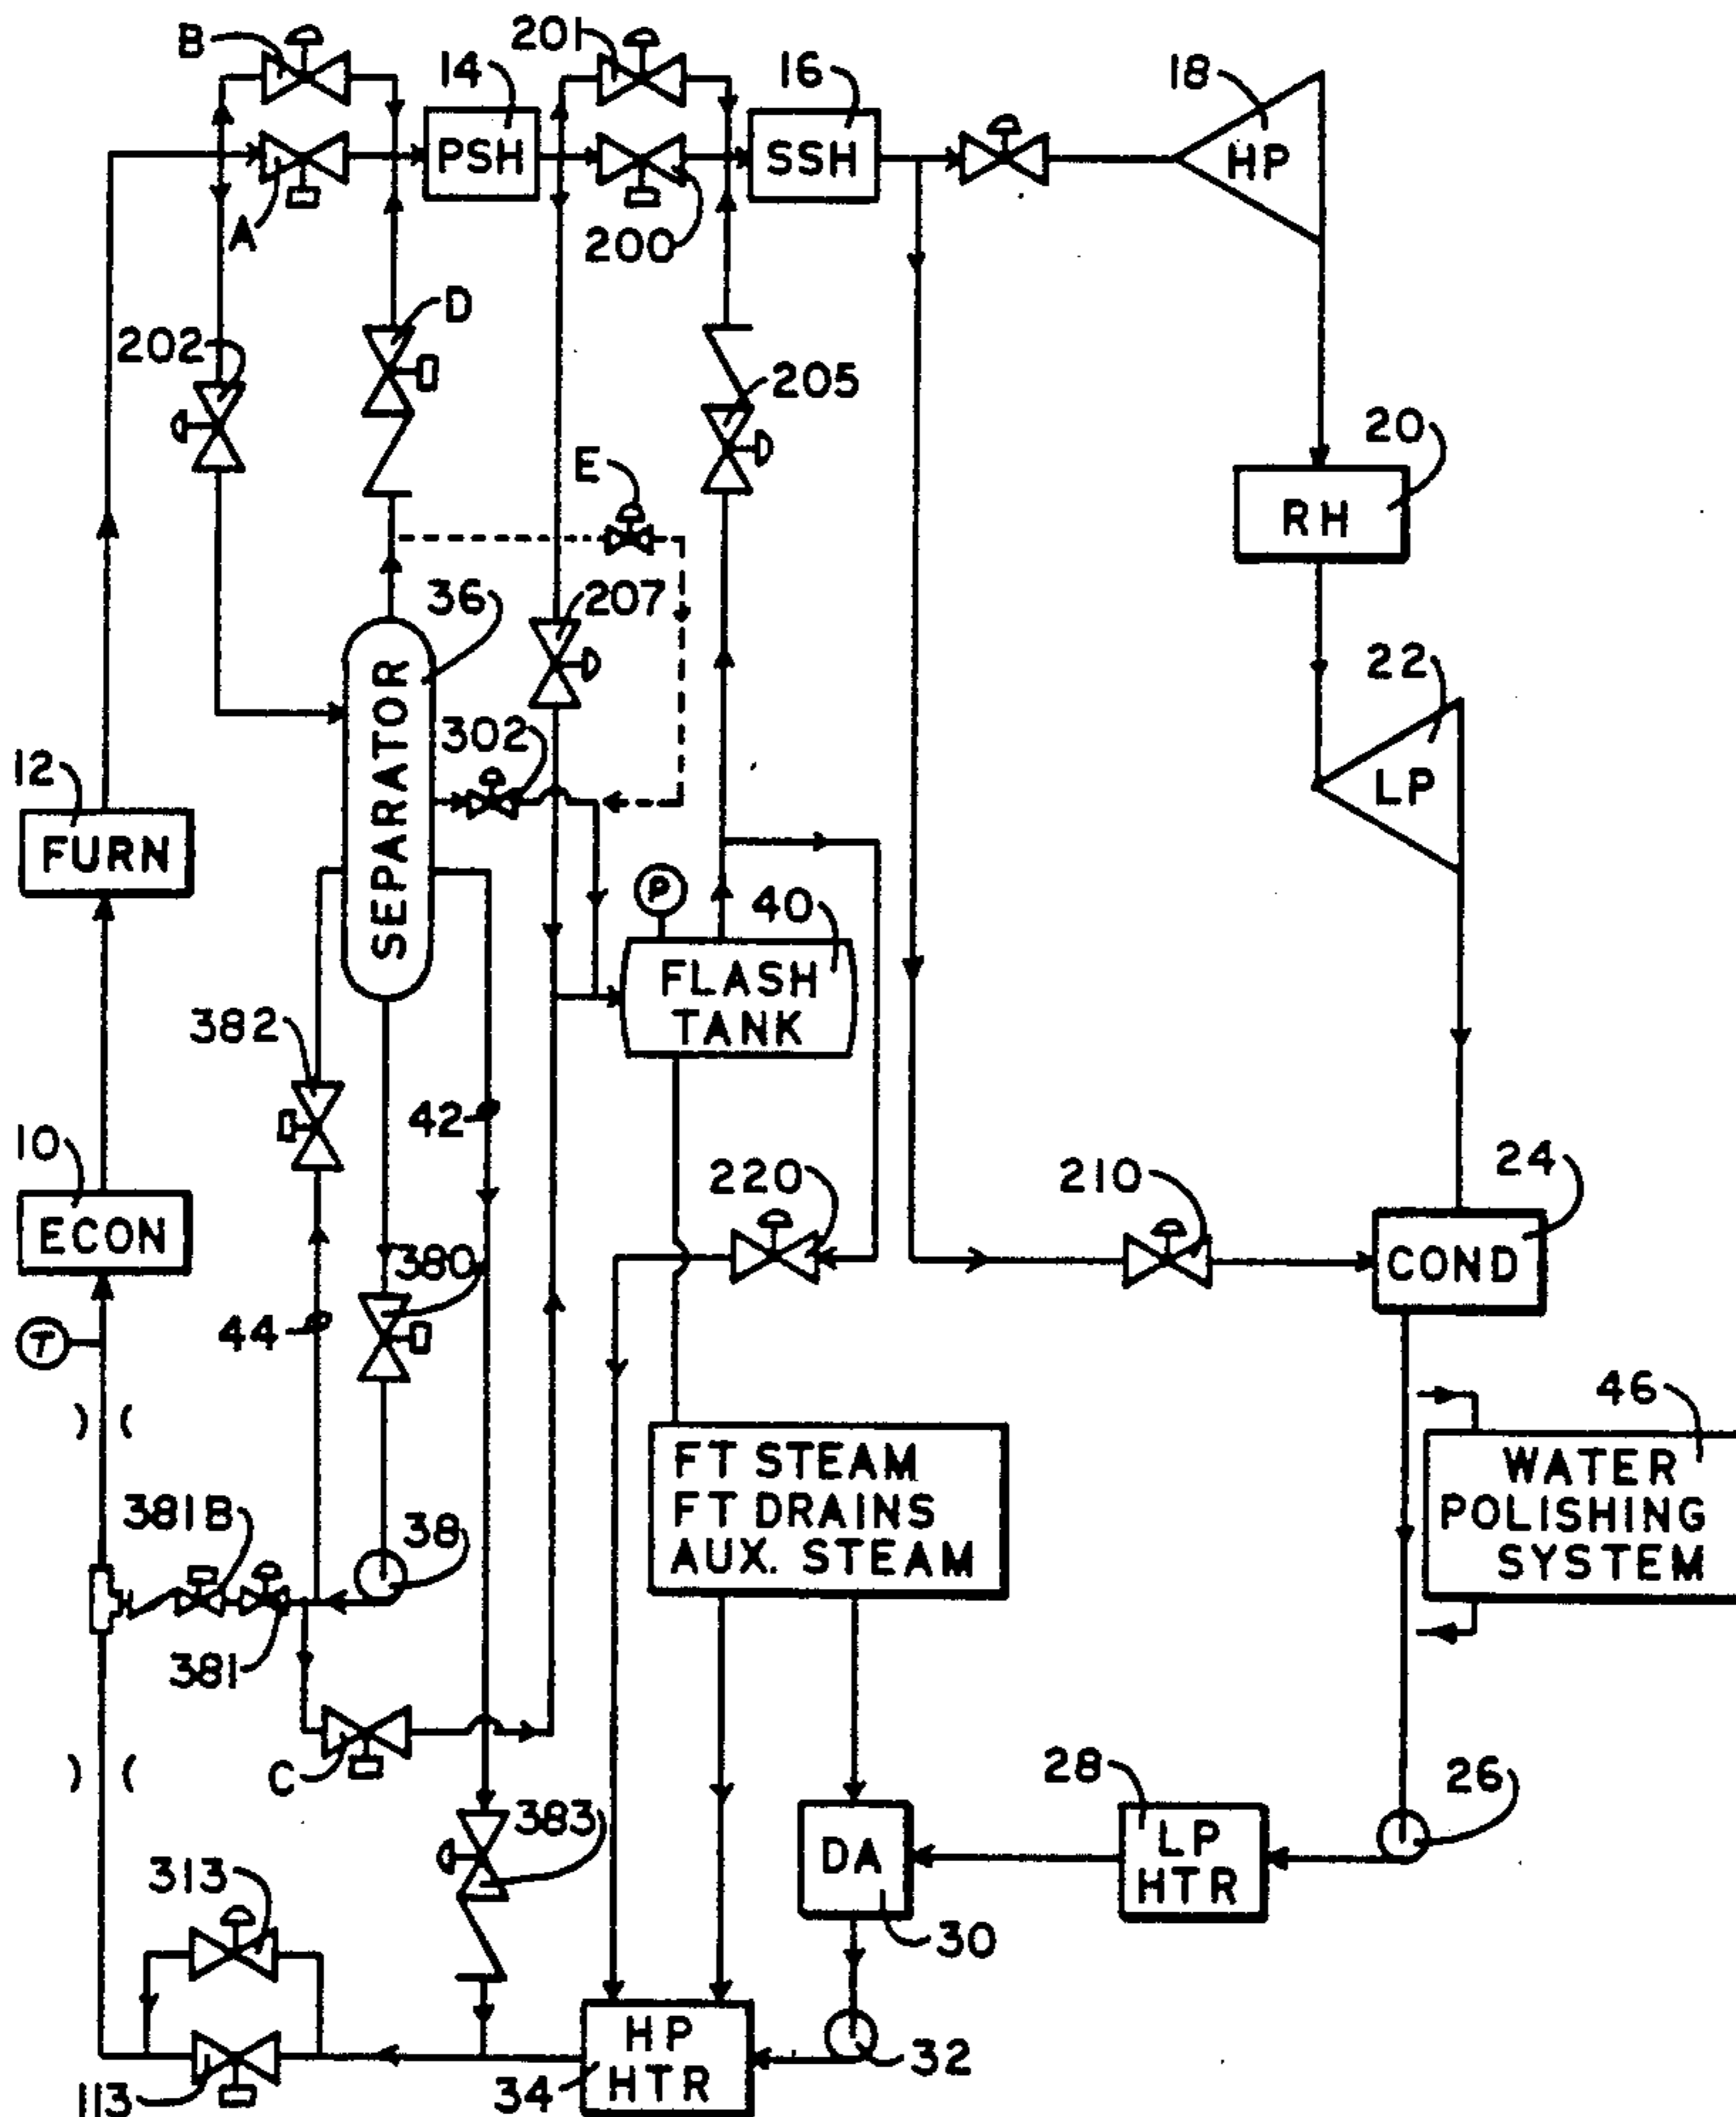 B
201
14
16
18
PSH
SSH
HP
A
200
D
202
205
20
E
RH
36
207
22
SEPARATOR
302
12
LP
FURN
P
40
FLASH
TANK
382
42
10
220
210
24
ECON
380
COND
44
T
46
FT STEAM
FT DRAINS
AUX. STEAM
WATER
POLISHING
SYSTEM
381B
38
381
C
28
26
383
DA
LP
HTR
313
30
HP
HTR
32
113
34